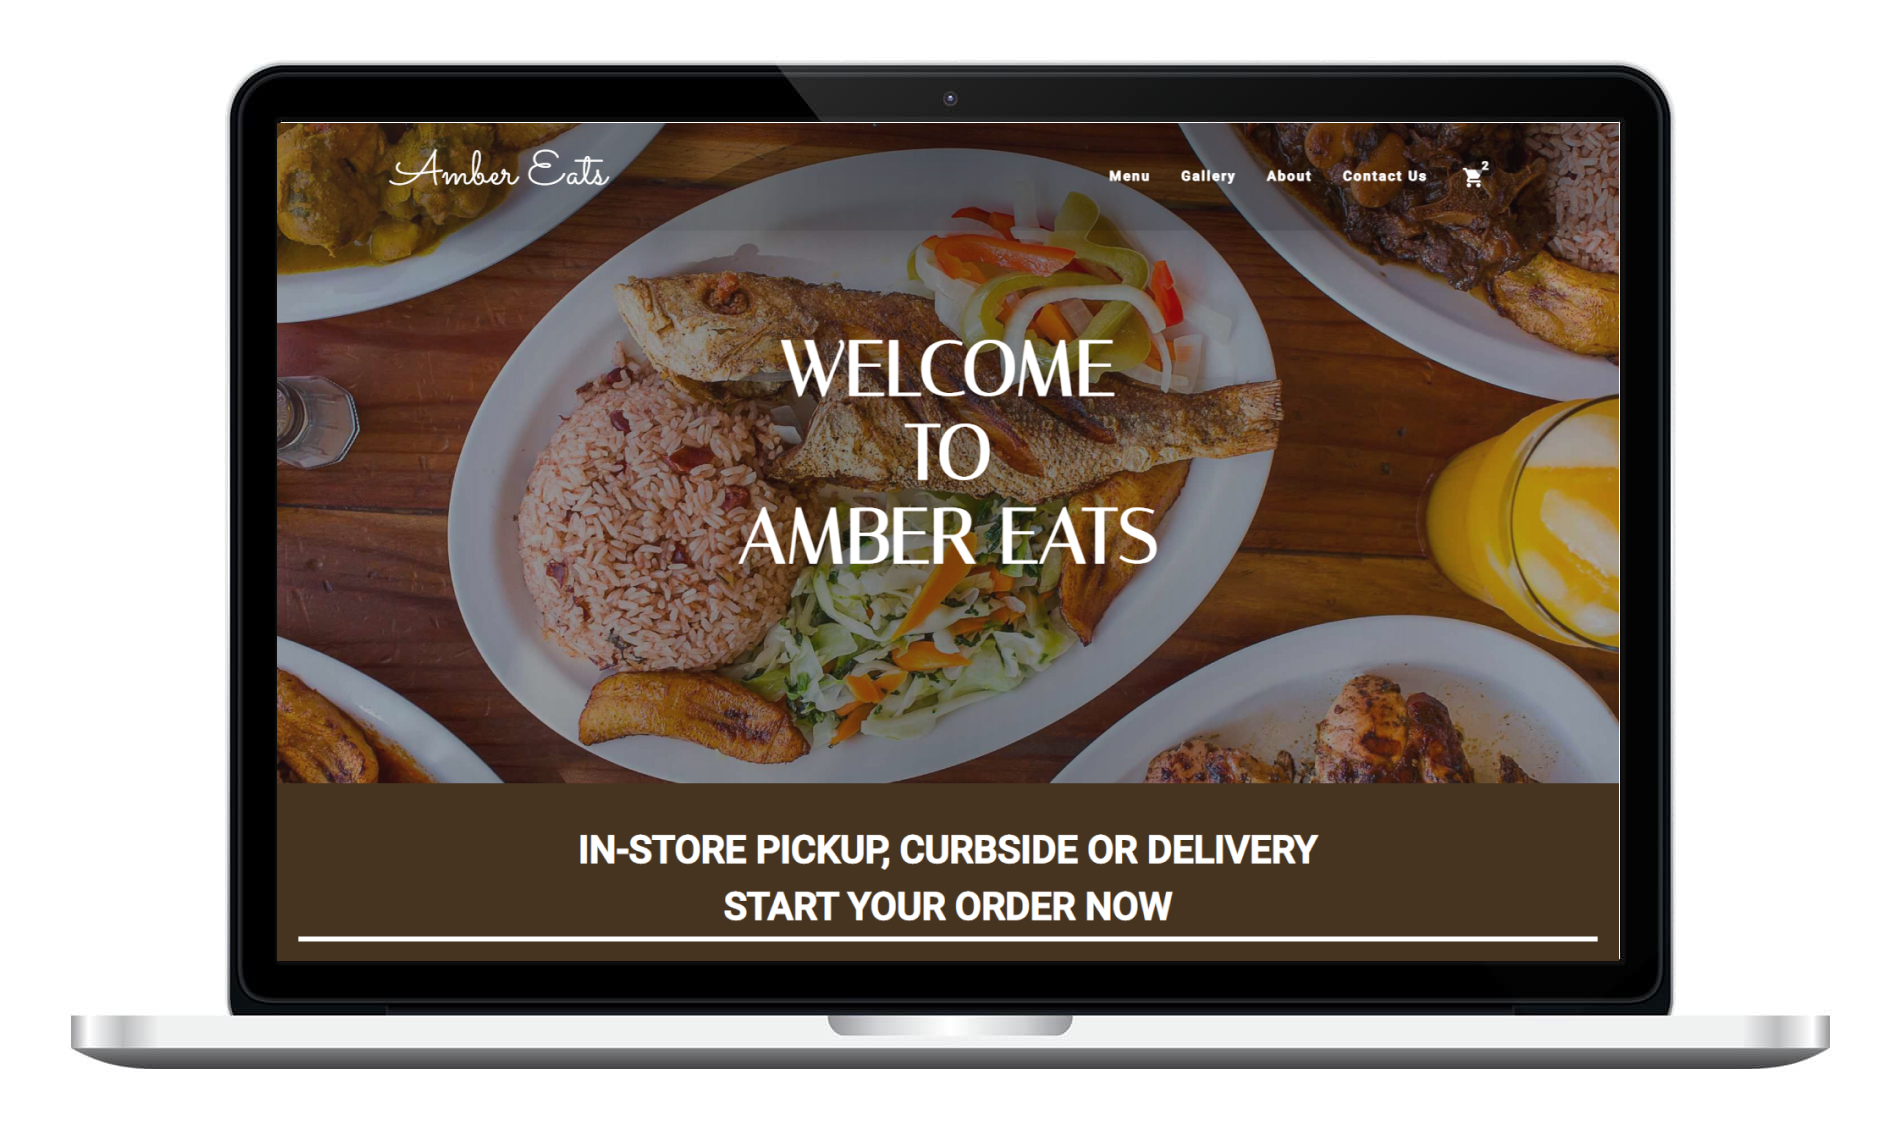 Amber Eats
Menu Gallery About Contact Us 2
WELCOME
TO
AMBER EATS
IN-STORE PICKUP, CURBSIDE OR DELIVERY
START YOUR ORDER NOW